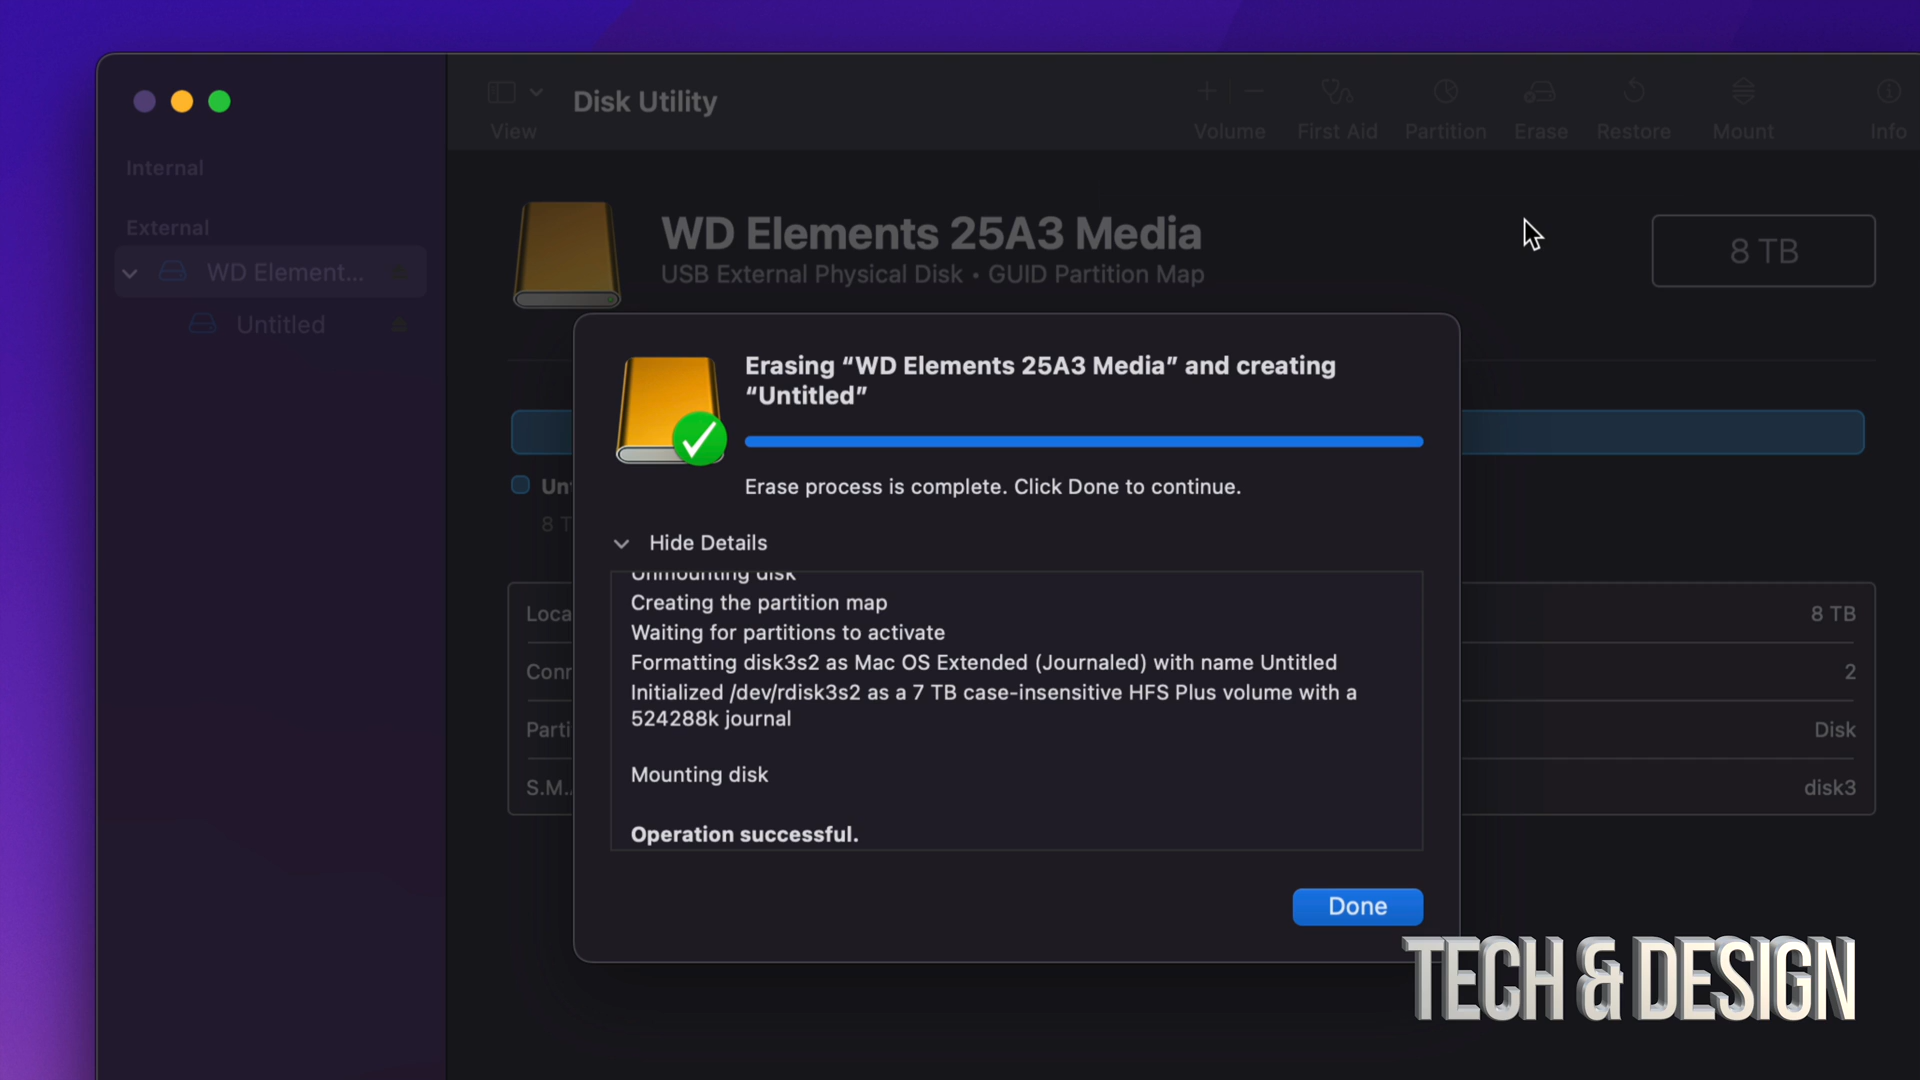 View
Disk Utility
Volume
First Aid
Partition
Erase
Restore
Mount
Info
Internal
External
WD Element...
Untitled
WD Elements 25A3 Media
USB External Physical Disk • GUID Partition Map
8 TB
Erasing “WD Elements 25A3 Media” and creating
“Untitled”
Erase process is complete. Click Done to continue.
Hide Details
Unmounting disk
Creating the partition map
Waiting for partitions to activate
Formatting disk3s2 as Mac OS Extended (Journaled) with name Untitled
Initialized /dev/rdisk3s2 as a 7 TB case-insensitive HFS Plus volume with a
524288k journal
Mounting disk
Operation successful.
Done
8 TB
2
Disk
disk3
TECH & DESIGN